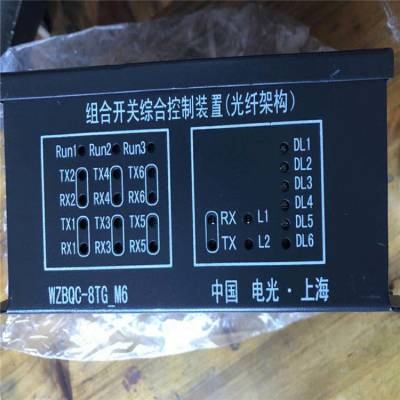 组合开关综合控制装置(光纤架构)
Run1 Run2 Run3
TX2 TX4 TX6
RX2 RX4 RX6
TX1 TX3 TX5
RX1 RX3 RX5
DL1
DL2
DL3
DL4
RX L1 DL5
TX L2 DL6
WZBQC-8TG_M6
中国 电光·上海